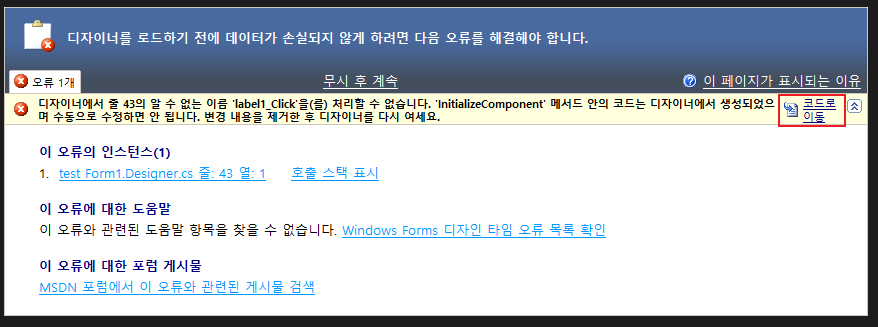 디자이너를 로드하기 전에 데이터가 손실되지 않게 하려면 다음 오류를 해결해야 합니다.
오류 1개
무시 후 계속
이 페이지가 표시되는 이유
디자이너에서 줄 43의 알 수 없는 이름 'label1_Click'을(를) 처리할 수 없습니다. 'InitializeComponent' 메서드 안의 코드는 디자이너에서 생성되었으
며 수동으로 수정하면 안 됩니다. 변경 내용을 제거한 후 디자이너를 다시 여세요.
코드로
이동
이 오류의 인스턴스(1)
1. test Form1.Designer.cs 줄: 43 열: 1 호출 스택 표시
이 오류에 대한 도움말
이 오류와 관련된 도움말 항목을 찾을 수 없습니다. Windows Forms 디자인 타임 오류 목록 확인
이 오류에 대한 포럼 게시물
MSDN 포럼에서 이 오류와 관련된 게시물 검색